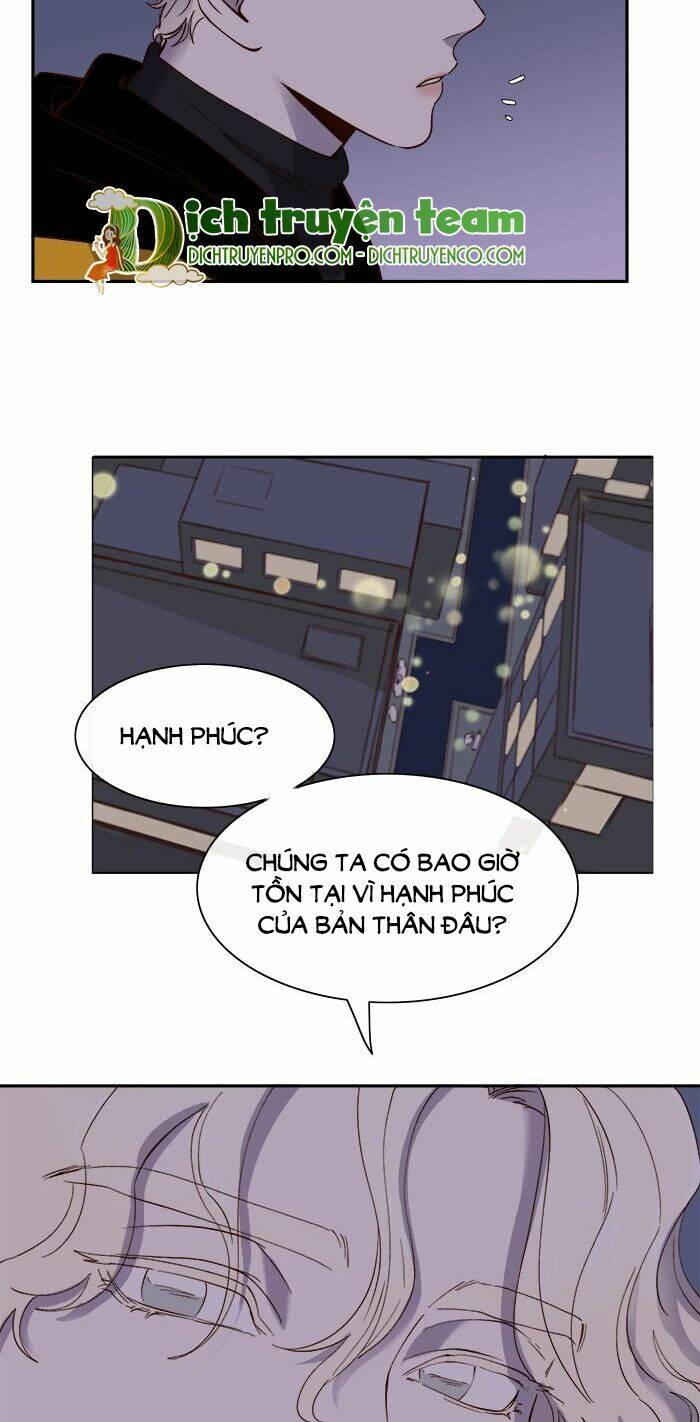 Dịch truyện team
DICHTRUYENPRO.COM - DICHTRUYENCO.COM
HẠNH PHÚC?
CHÚNG TA CÓ BAO GIỜ
TỒN TẠI VÌ HẠNH PHÚC
CỦA BẢN THÂN ĐÂU?